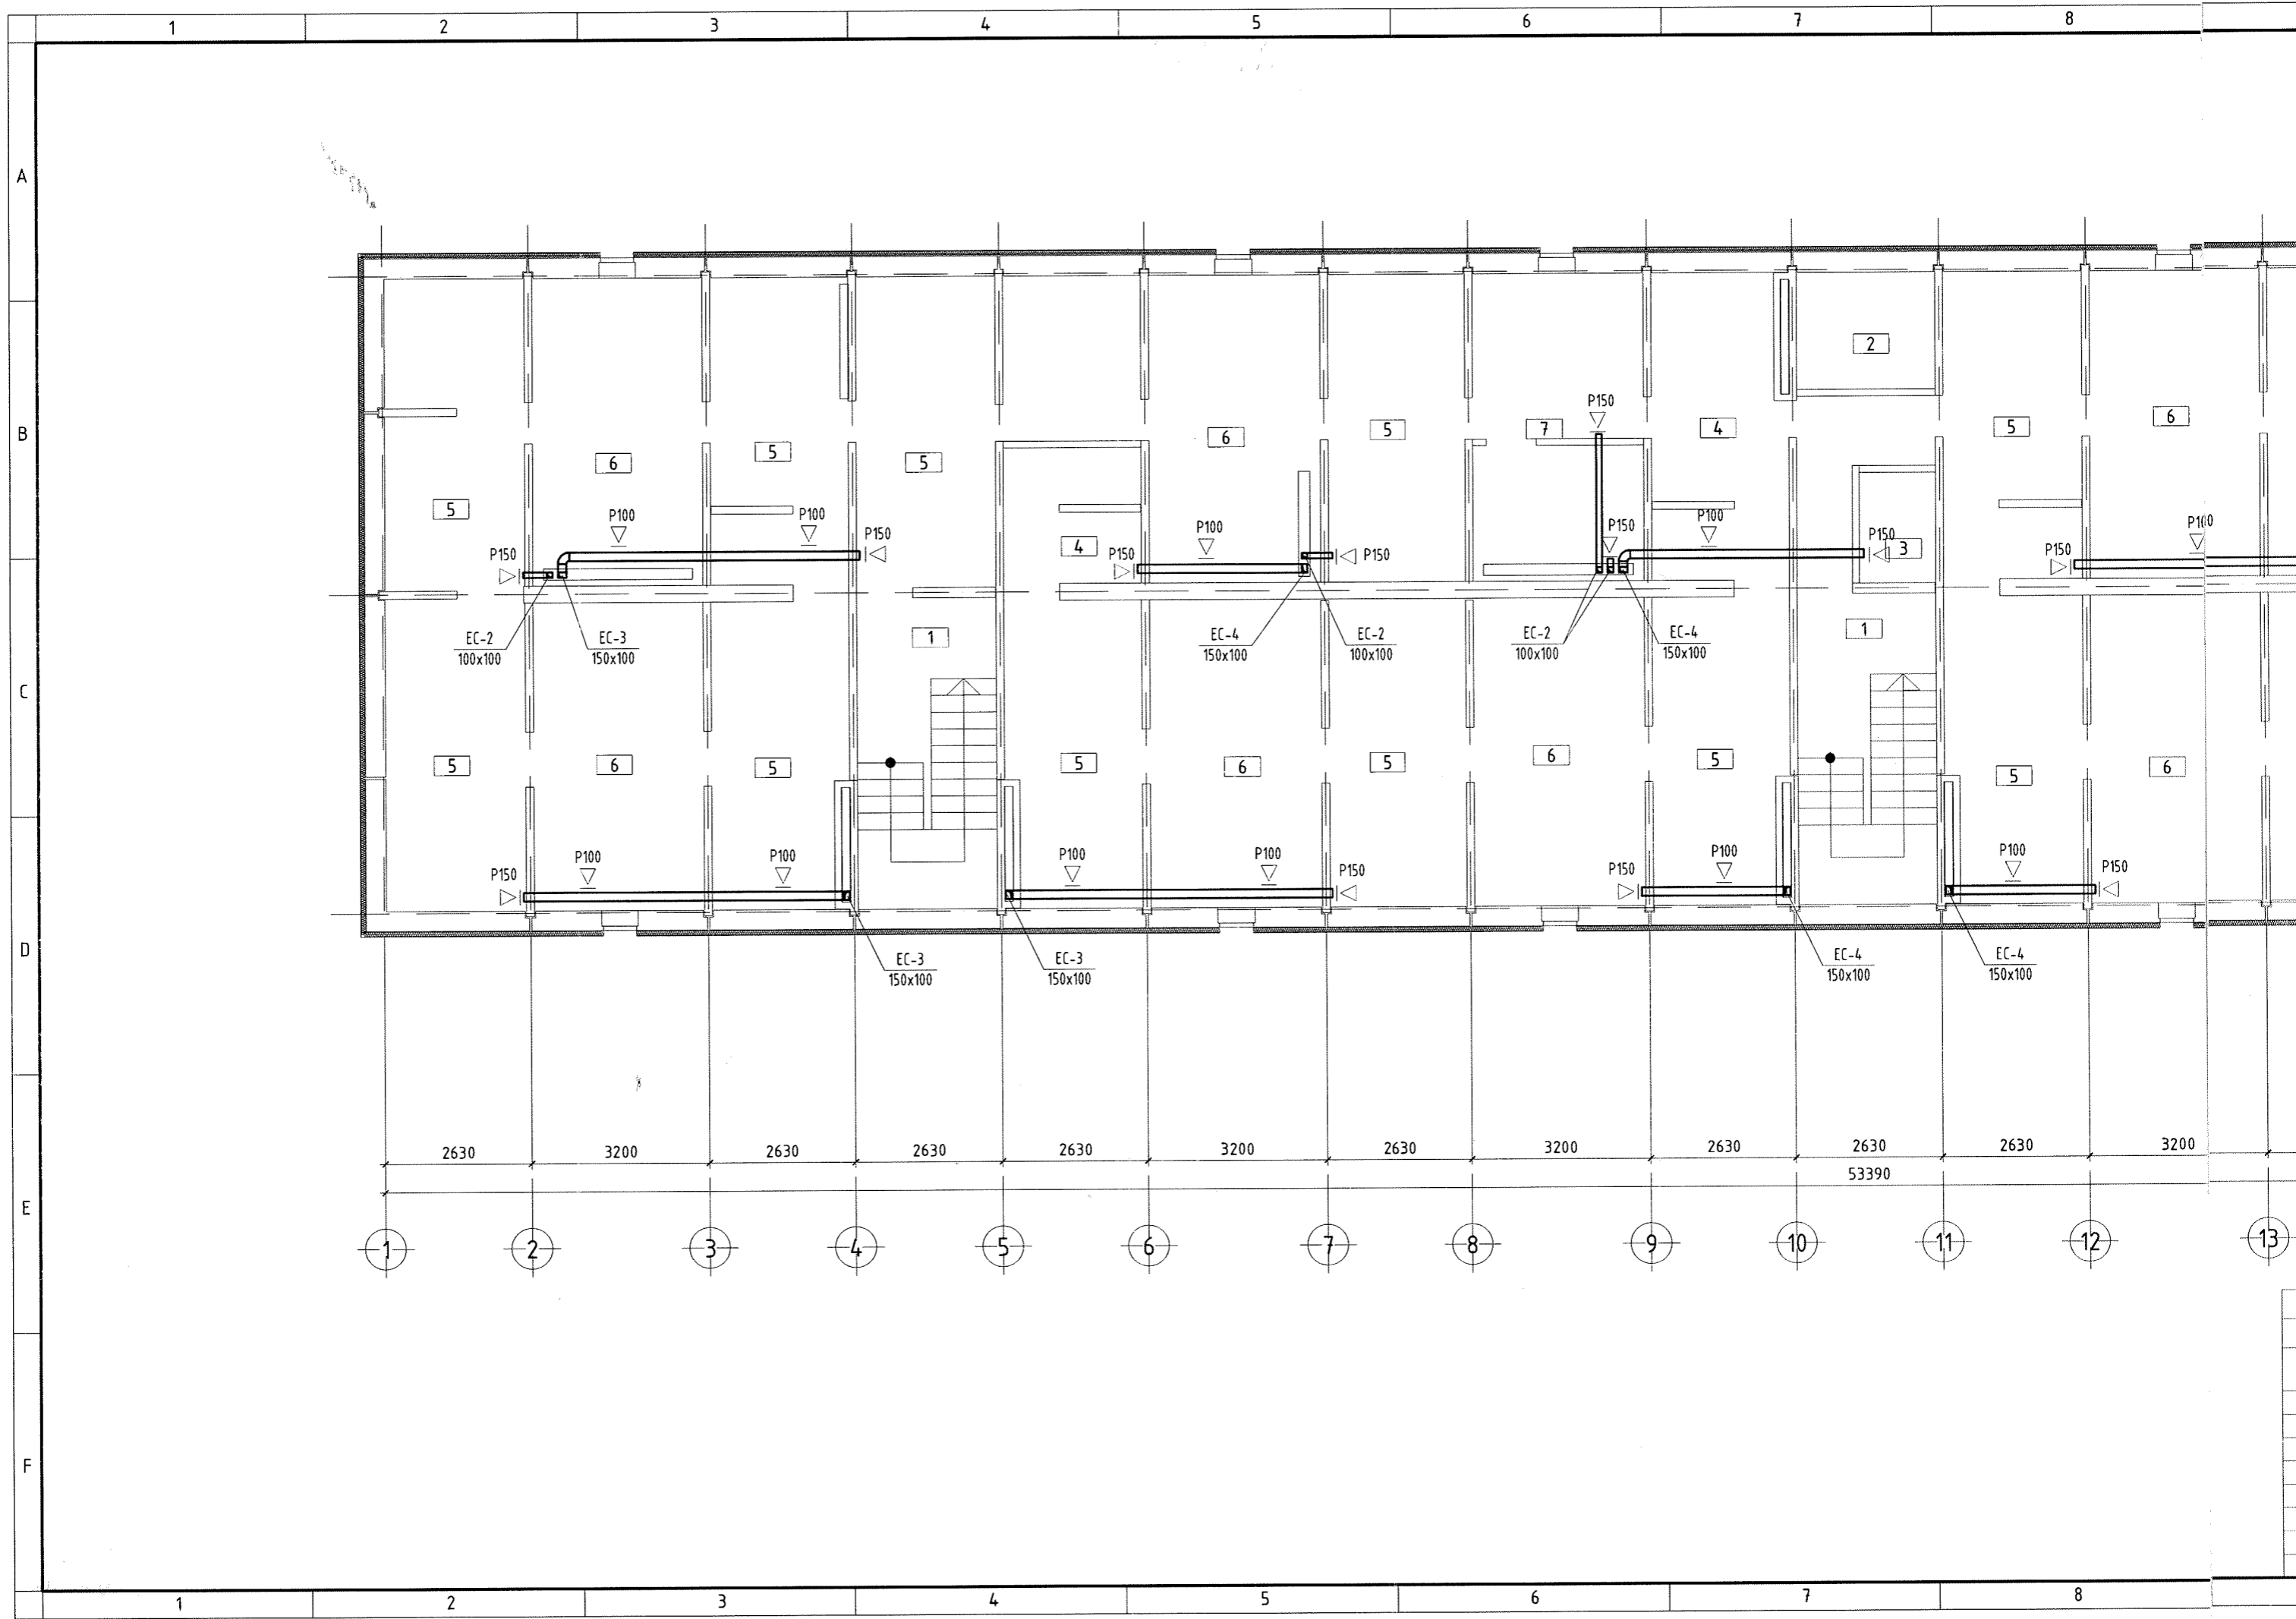 1 2 3 4 5 6 7 8
A
B
C
D
E
F
2
P150
6 5 7 4 5 6
5 5 5
6
5
P100 P100 P150 P100 P150 P100 P100
P150 4 P150 P150 P150 3 P150
EC-2
100x100
EC-3
150x100
1
EC-4
150x100
EC-2
100x100
EC-2
100x100
EC-4
150x100
1
5 6 5 5 6 5 6 5 5 6
P100 P100 P100 P100 P100 P100
P150 P150 P150 P150
EC-3
150x100
EC-3
150x100
EC-4
150x100
EC-4
150x100
2630 3200 2630 2630 2630 3200 2630 3200 2630 2630 2630 3200
53390
1 2 3 4 5 6 7 8 9 10 11 12 13
1 2 3 4 5 6 7 8